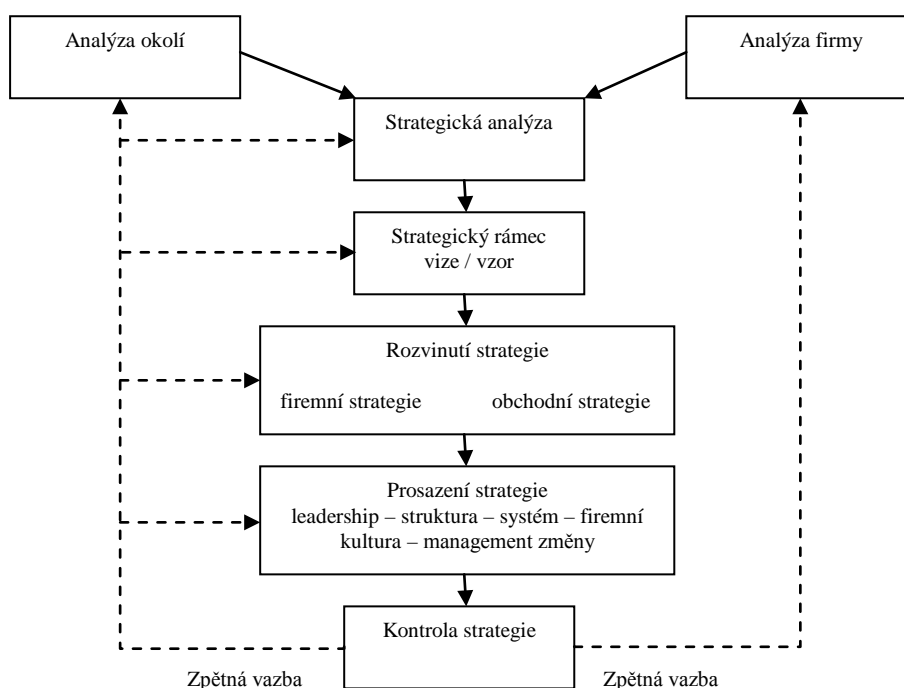 Analýza okolí
Analýza firmy
Strategická analýza
Strategický rámec
vize / vzor
Rozvinutí strategie
firemní strategie
obchodní strategie
Prosazení strategie
leadership – struktura – systém – firemní
kultura – management změny
Kontrola strategie
Zpětná vazba
Zpětná vazba